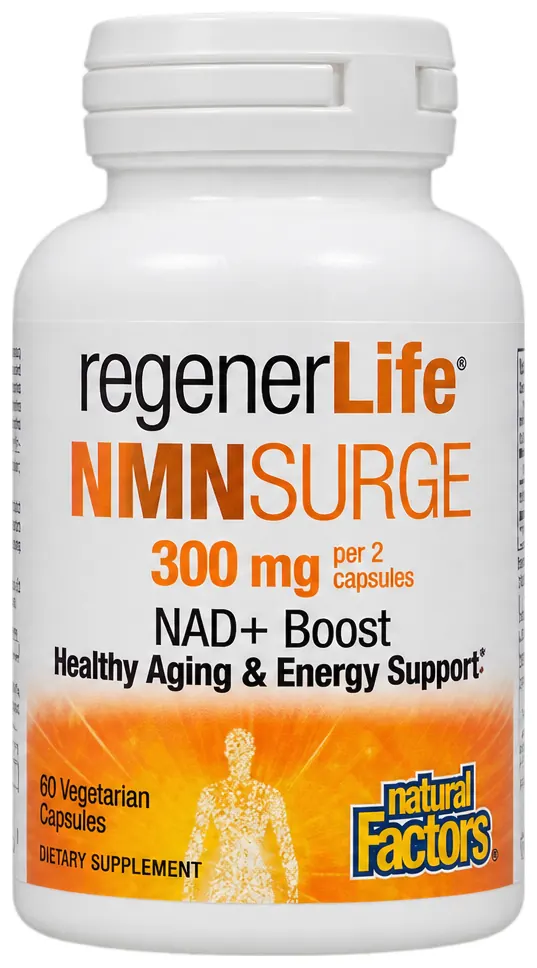 regenerLife®
NMNSURGE
300 mg per 2
capsules
NAD+ Boost
Healthy Aging & Energy Support*‡
60 Vegetarian
Capsules
DIETARY SUPPLEMENT
natural
Factors®